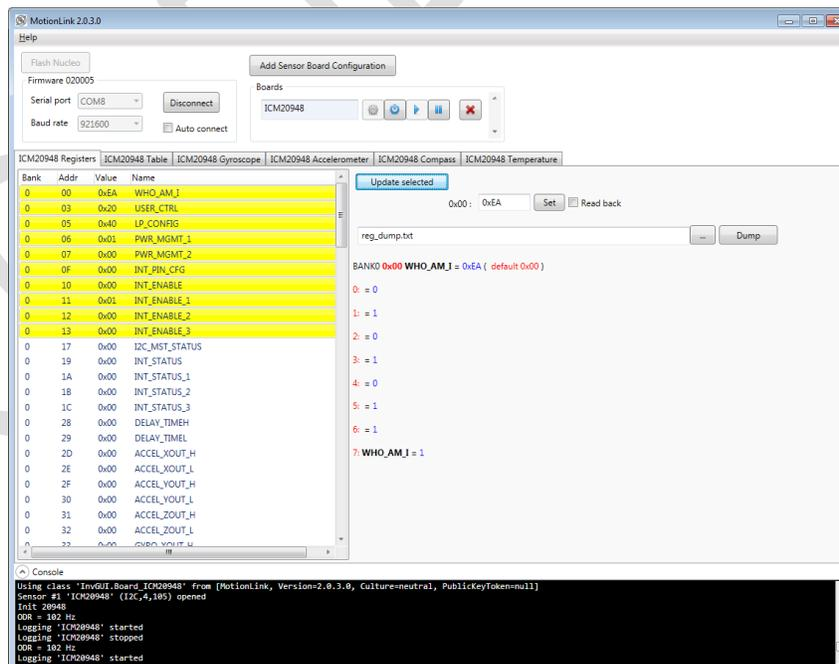 MotionLink 2.0.3.0
Help
Flash Nucleo
Add Sensor Board Configuration
Firmware 020005
Boards
Serial port COM8 Disconnect
ICM20948
Baud rate 921600 Auto connect
ICM20948 Registers ICM20948 Table ICM20948 Gyroscope ICM20948 Accelerometer ICM20948 Compass ICM20948 Temperature
Bank Addr Value Name
0 00 0xEA WHO_AM_I
0 03 0x20 USER_CTRL
0 05 0x40 LP_CONFIG
0 06 0x01 PWR_MGMT_1
0 07 0x00 PWR_MGMT_2
0 0F 0x00 INT_PIN_CFG
0 10 0x00 INT_ENABLE
0 11 0x01 INT_ENABLE_1
0 12 0x00 INT_ENABLE_2
0 13 0x00 INT_ENABLE_3
0 17 0x00 I2C_MST_STATUS
0 19 0x00 INT_STATUS
0 1A 0x00 INT_STATUS_1
0 1B 0x00 INT_STATUS_2
0 1C 0x00 INT_STATUS_3
0 28 0x00 DELAY_TIMEH
0 29 0x00 DELAY_TIMEL
0 2D 0x00 ACCEL_XOUT_H
0 2E 0x00 ACCEL_XOUT_L
0 2F 0x00 ACCEL_YOUT_H
0 30 0x00 ACCEL_YOUT_L
0 31 0x00 ACCEL_ZOUT_H
0 32 0x00 ACCEL_ZOUT_L
0 33 0x00 GYRO_XOUT_H
Update selected
0x00 : 0xEA Set Read back
reg_dump.txt ... Dump
BANK0 0x00 WHO_AM_I = 0xEA ( default 0x00 )
0: = 0
1: = 1
2: = 0
3: = 1
4: = 0
5: = 1
6: = 1
7: WHO_AM_I = 1
Console
Using class 'InvGUI.Board_ICM20948' from [MotionLink, Version=2.0.3.0, Culture=neutral, PublicKeyToken=null]
Sensor #1 'ICM20948' (I2C,4,105) opened
Init 20948
ODR = 102 Hz
Logging 'ICM20948' started
Logging 'ICM20948' stopped
ODR = 102 Hz
Logging 'ICM20948' started